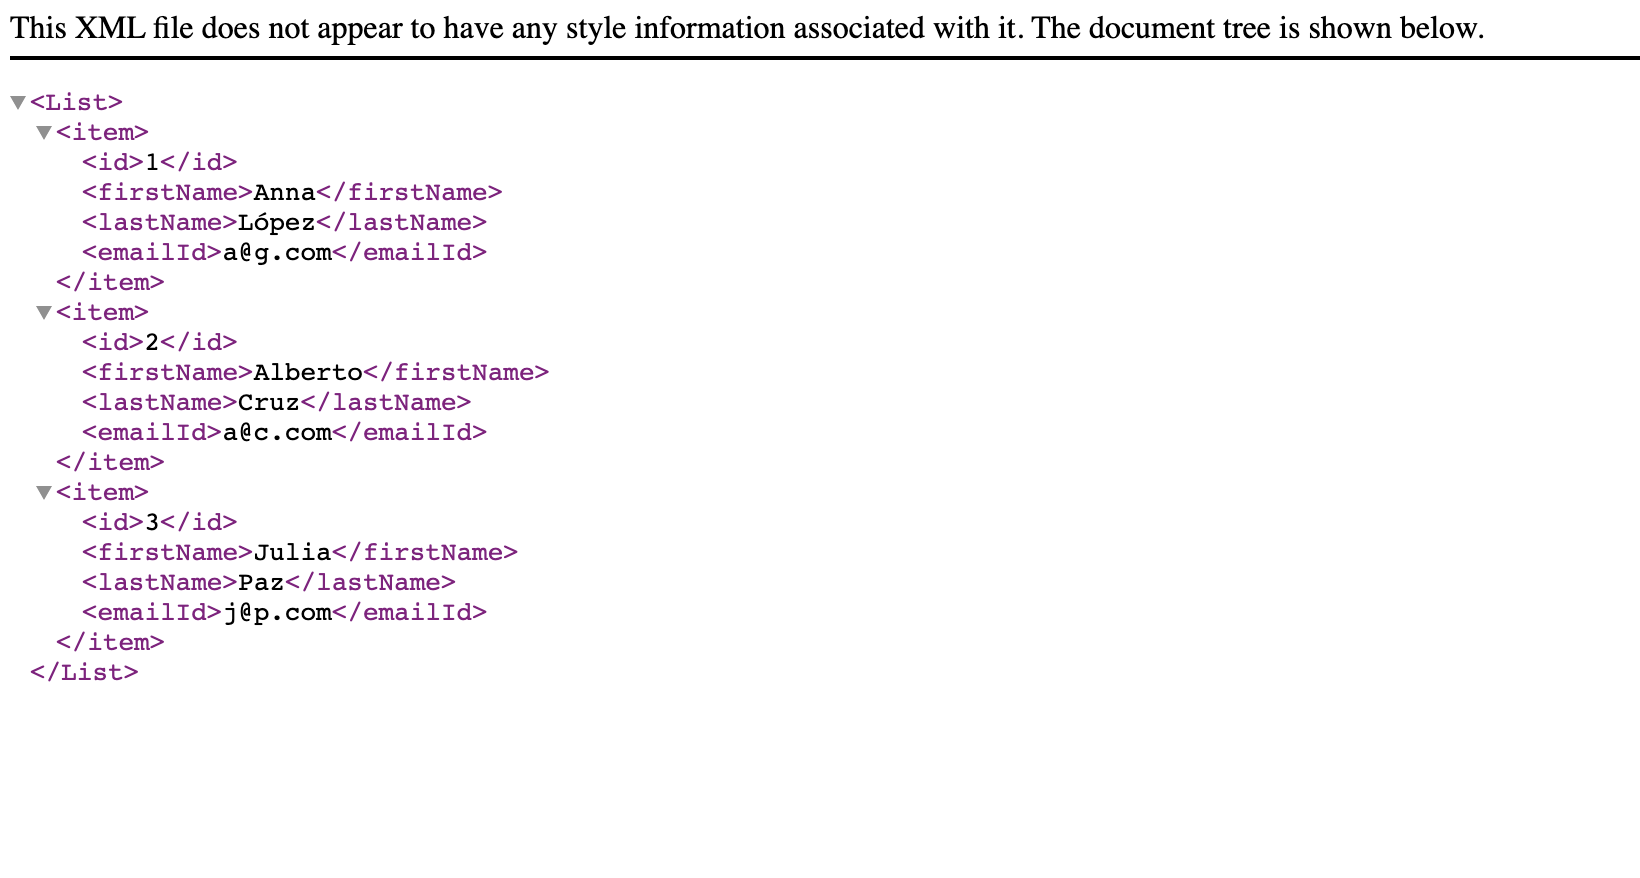 This XML file does not appear to have any style information associated with it. The document tree is shown below.
<List>
<item>
<id>1</id>
<firstName>Anna</firstName>
<lastName>López</lastName>
<emailId>a@g.com</emailId>
</item>
<item>
<id>2</id>
<firstName>Alberto</firstName>
<lastName>Cruz</lastName>
<emailId>a@c.com</emailId>
</item>
<item>
<id>3</id>
<firstName>Julia</firstName>
<lastName>Paz</lastName>
<emailId>j@p.com</emailId>
</item>
</List>